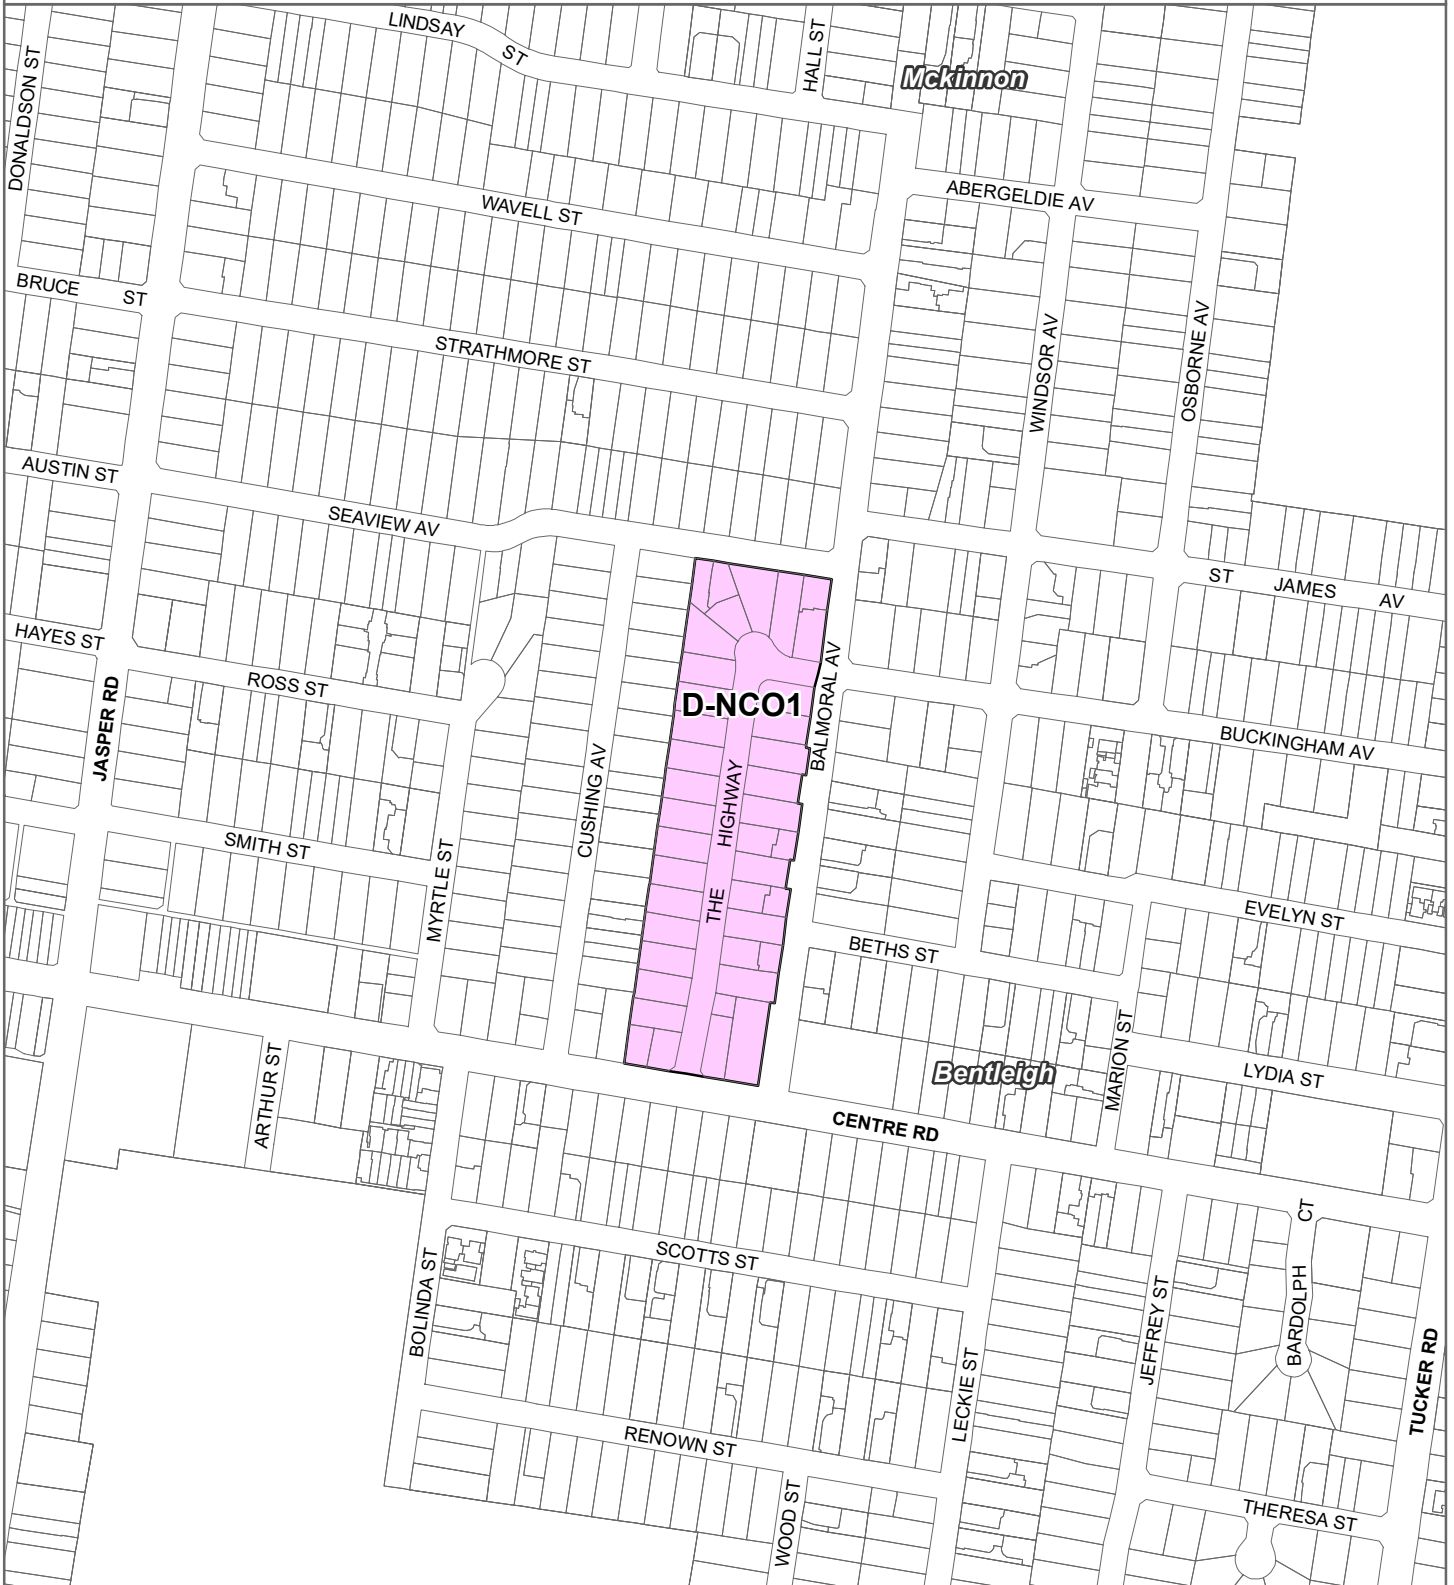 LINDSAY ST
HALL ST
Mckinnon
DONALDSON ST
ABERGELDIE AV
WAVELL ST
BRUCE ST
STRATHMORE ST
WINDSOR AV
OSBORNE AV
AUSTIN ST
SEAVIEW AV
ST JAMES AV
HAYES ST
ROSS ST
JASPER RD
D-NCO1
BALMORAL AV
BUCKINGHAM AV
CUSHING AV
THE HIGHWAY
SMITH ST
MYRTLE ST
EVELYN ST
BETHS ST
MARION ST
Bentleigh
LYDIA ST
ARTHUR ST
CENTRE RD
BARDOLPH CT
SCOTTS ST
BOLINDA ST
JEFFREY ST
TUCKER RD
LECKIE ST
RENOWN ST
WOOD ST
THERESA ST